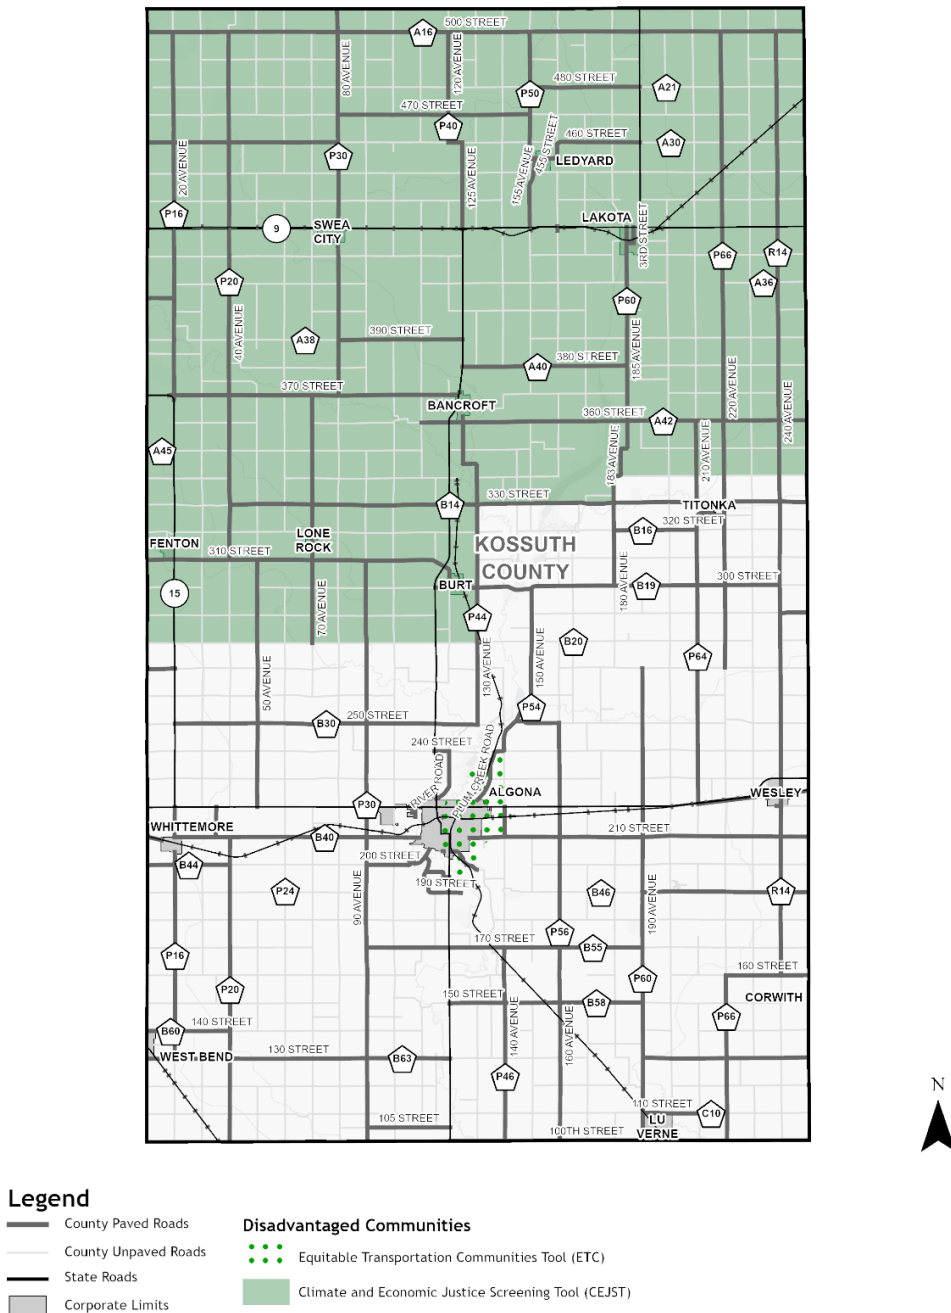 500 STREET
A16
80 AVENUE
120 AVENUE
480 STREET
A21
P50
470 STREET
P40
460 STREET
A30
455 STREET
LEDYARD
P30
20 AVENUE
125 AVENUE
155 AVENUE
P16
9
SWEA
CITY
LAKOTA
3RD STREET
P66
R14
P20
A36
P60
40 AVENUE
A38
390 STREET
185 AVENUE
380 STREET
A40
370 STREET
220 AVENUE
240 AVENUE
BANCROFT
360 STREET
A42
A45
183 AVENUE
210 AVENUE
330 STREET
B14
TITONKA
320 STREET
B16
FENTON
310 STREET
LONE
ROCK
KOSSUTH
COUNTY
BURT
180 AVENUE
B19
300 STREET
15
70 AVENUE
P44
B20
150 AVENUE
P64
130 AVENUE
50 AVENUE
P54
250 STREET
B30
240 STREET
PLUM CREEK ROAD
RIVER ROAD
ALGONA
WESLEY
P30
WHITTEMORE
B40
210 STREET
200 STREET
B44
190 STREET
P24
90 AVENUE
B46
190 AVENUE
R14
P56
170 STREET
B55
P16
160 STREET
P60
P20
150 STREET
B58
CORWITH
P66
B60
140 STREET
140 AVENUE
160 AVENUE
WEST BEND
130 STREET
B63
P46
110 STREET
C10
105 STREET
100TH STREET
LU
VERNE
N
Legend
County Paved Roads
County Unpaved Roads
State Roads
Corporate Limits
Disadvantaged Communities
Equitable Transportation Communities Tool (ETC)
Climate and Economic Justice Screening Tool (CEJST)